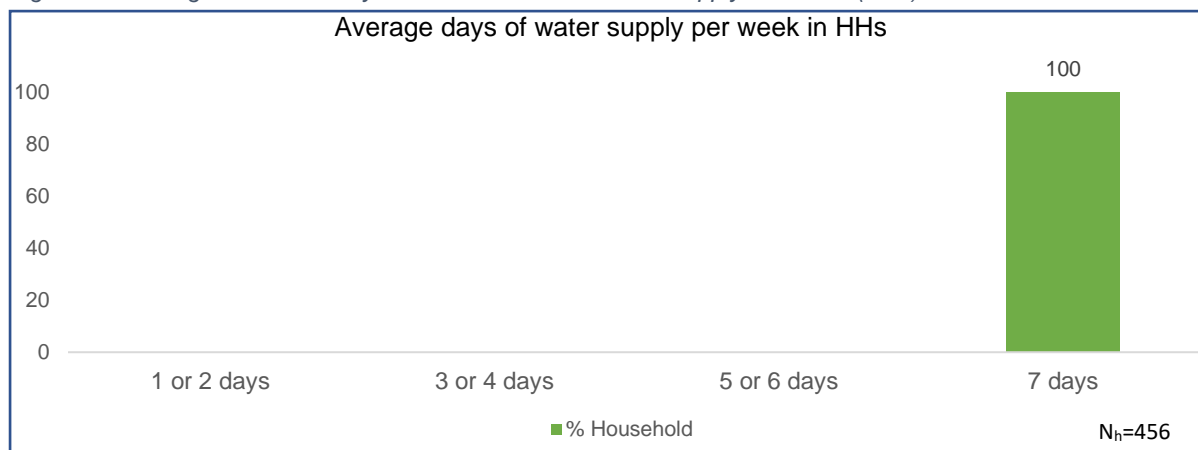 Average days of water supply per week in HHs
100
100
80
60
40
20
0
1 or 2 days
3 or 4 days
5 or 6 days
7 days
% Household
Nₕ=456